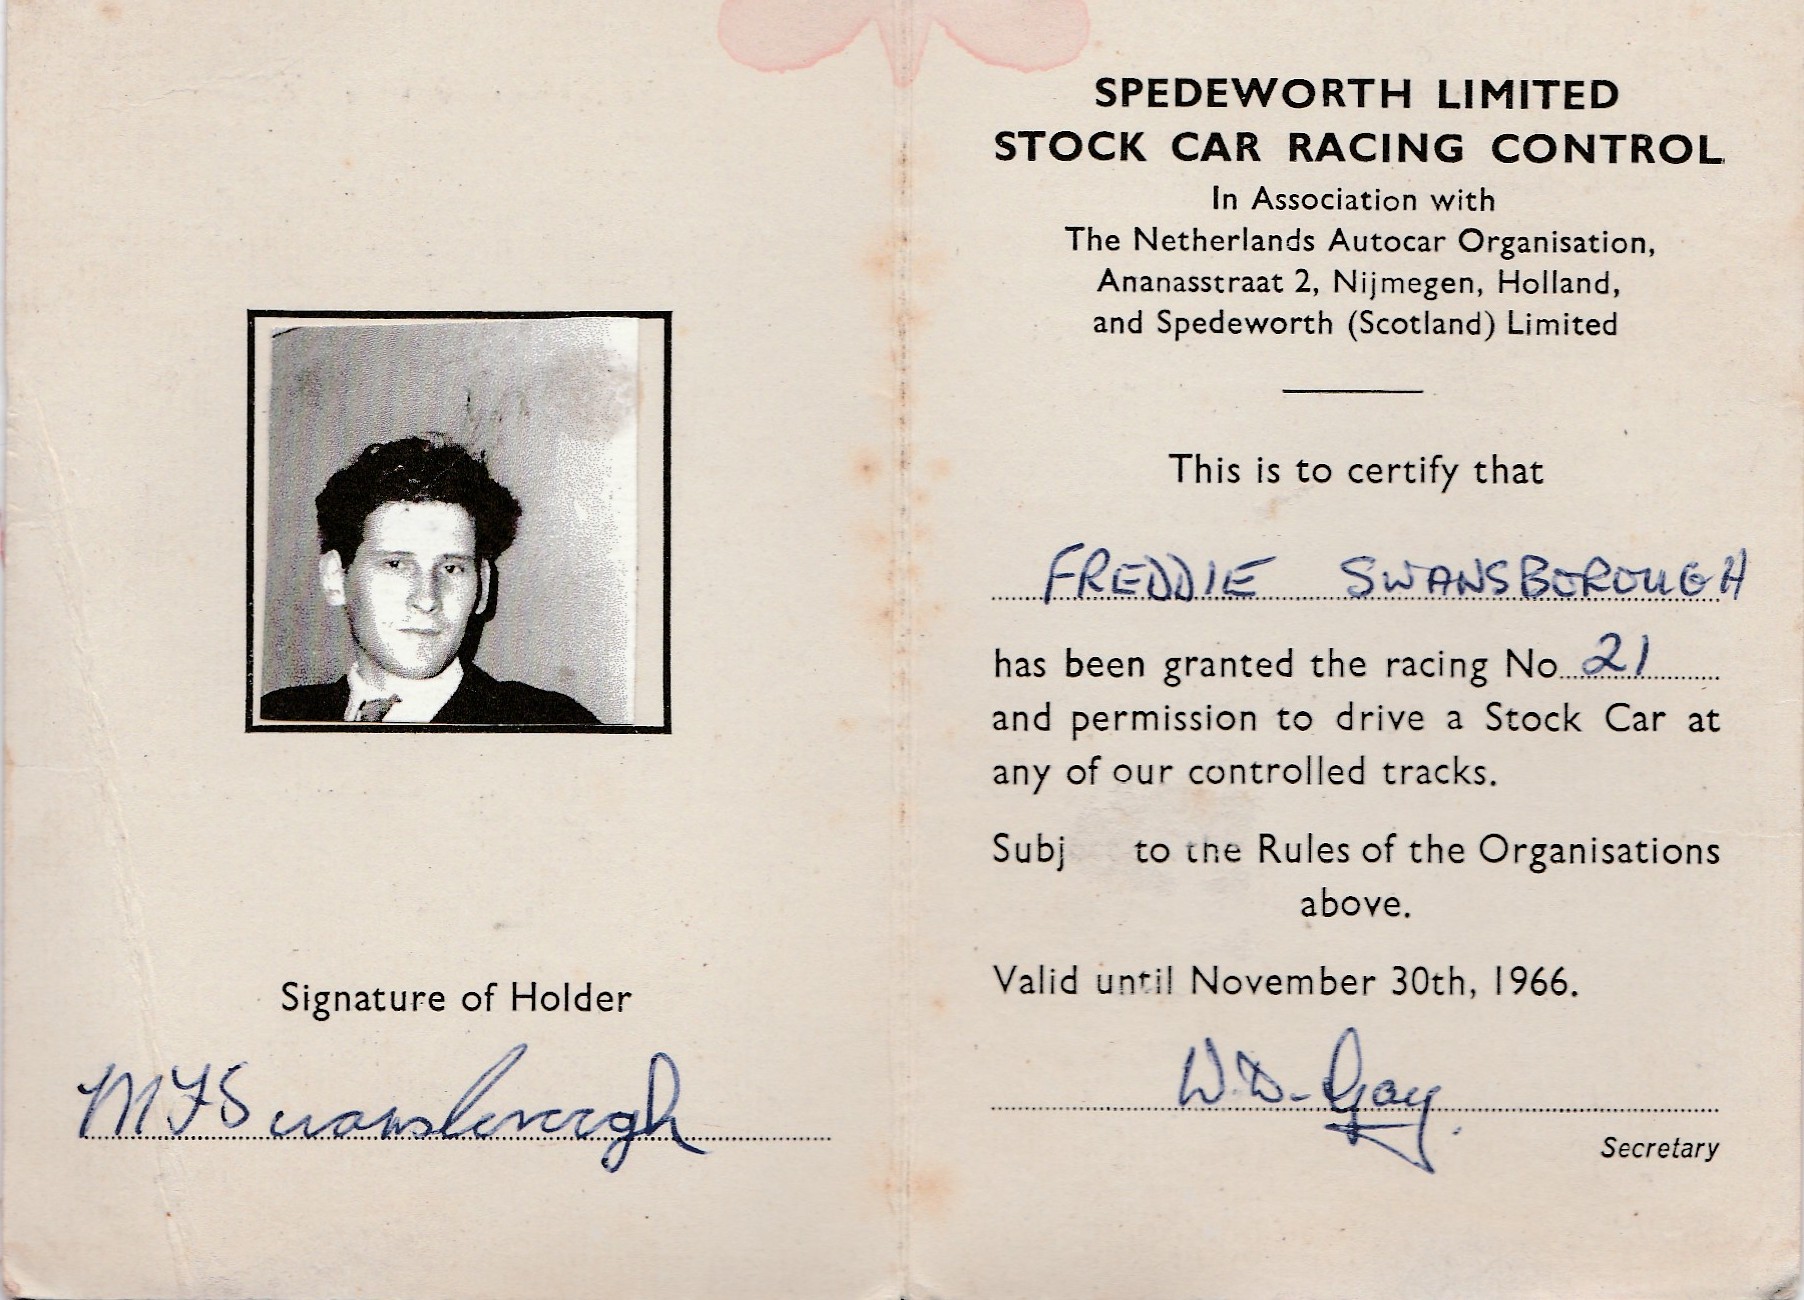 SPEDEWORTH LIMITED
STOCK CAR RACING CONTROL
In Association with
The Netherlands Autocar Organisation,
Ananasstraat 2, Nijmegen, Holland,
and Spedeworth (Scotland) Limited
This is to certify that
FREDDIE SWANSBOROUGH
has been granted the racing No 21
and permission to drive a Stock Car at
any of our controlled tracks.
Subj to the Rules of the Organisations
above.
Valid until November 30th, 1966.
W.D. Gay.
Secretary
Signature of Holder
MFSwansborough